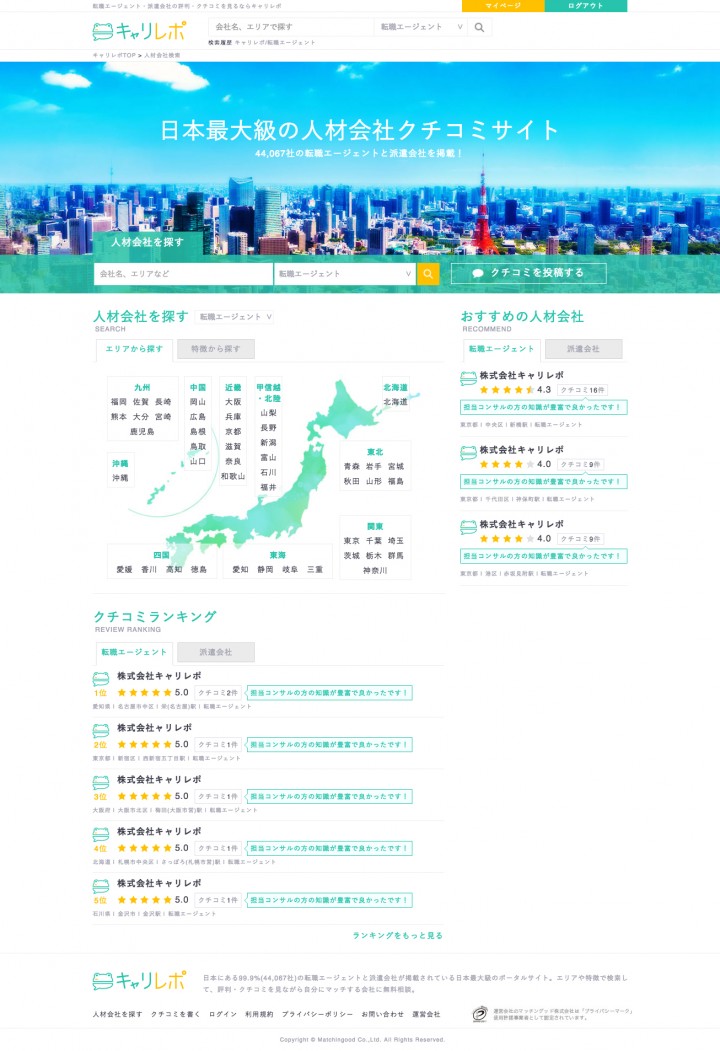 転職エージェント・派遣会社の評判・クチコミを見るならキャリレポ
マイページ
ログアウト
キャリレポ
会社名、エリアで探す
転職エージェント
検索履歴 キャリレポ/転職エージェント
キャリレポTOP > 人材会社検索
日本最大級の人材会社クチコミサイト
44,067社の転職エージェントと派遣会社を掲載！
人材会社を探す
会社名、エリアなど
転職エージェント
クチコミを投稿する
人材会社を探す
転職エージェント
SEARCH
エリアから探す
特徴から探す
九州
福岡 佐賀 長崎
熊本 大分 宮崎
鹿児島
中国
岡山
広島
島根
鳥取
山口
近畿
大阪
兵庫
京都
滋賀
奈良
和歌山
甲信越
・北陸
山梨
長野
新潟
富山
石川
福井
北海道
北海道
沖縄
沖縄
東北
青森 岩手 宮城
秋田 山形 福島
関東
東京 千葉 埼玉
茨城 栃木 群馬
神奈川
四国
愛媛 香川 高知 徳島
東海
愛知 静岡 岐阜 三重
おすすめの人材会社
RECOMMEND
転職エージェント
派遣会社
株式会社キャリレポ
4.3 クチコミ16件
担当コンサルの方の知識が豊富で良かったです！
東京都 | 中央区 | 新橋駅 | 転職エージェント
株式会社キャリレポ
4.0 クチコミ9件
担当コンサルの方の知識が豊富で良かったです！
東京都 | 千代田区 | 神保町駅 | 転職エージェント
株式会社キャリレポ
4.0 クチコミ9件
担当コンサルの方の知識が豊富で良かったです！
東京都 | 港区 | 赤坂見附駅 | 転職エージェント
クチコミランキング
REVIEW RANKING
転職エージェント
派遣会社
株式会社キャリレポ
1位 5.0 クチコミ2件 担当コンサルの方の知識が豊富で良かったです！
愛知県 | 名古屋市中区 | 栄(名古屋)駅 | 転職エージェント
株式会社ャリレポ
2位 5.0 クチコミ1件 担当コンサルの方の知識が豊富で良かったです！
東京都 | 新宿区 | 西新宿五丁目駅 | 転職エージェント
株式会社キャリレポ
3位 5.0 クチコミ1件 担当コンサルの方の知識が豊富で良かったです！
大阪府 | 大阪市北区 | 梅田(大阪市営)駅 | 転職エージェント
株式会社キャリレポ
4位 5.0 クチコミ1件 担当コンサルの方の知識が豊富で良かったです！
北海道 | 札幌市中央区 | さっぽろ(札幌市営)駅 | 転職エージェント
株式会社キャリレポ
5位 5.0 クチコミ1件 担当コンサルの方の知識が豊富で良かったです！
石川県 | 金沢市 | 金沢駅 | 転職エージェント
ランキングをもっと見る
キャリレポ
日本にある99.9%(44,067社)の転職エージェントと派遣会社が掲載されている日本最大級のポータルサイト。エリアや特徴で検索し
て、評判・クチコミを見ながら自分にマッチする会社に無料相談。
人材会社を探す クチコミを書く ログイン 利用規約 プライバシーポリシー お問い合わせ 運営会社
運営会社のマッチングッド株式会社は「プライバシーマーク」
使用許諾事業者として認定されています。
Copyright © Matchingood Co.,Ltd. All Rights Reserved.